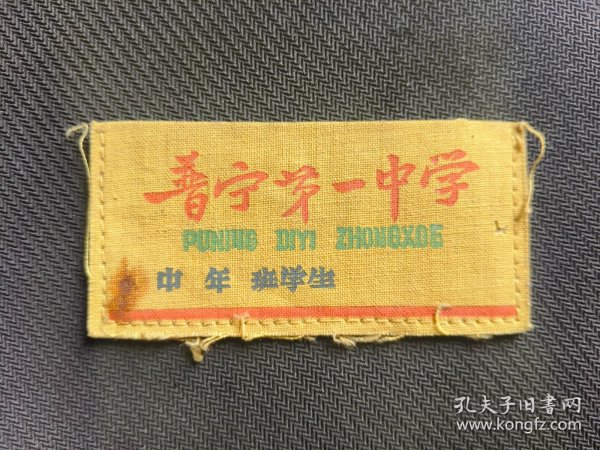 普宁第一中学
PUNING DIYI ZHONGXUE
中 年 班学生
孔夫子旧書网
www.kongfz.com